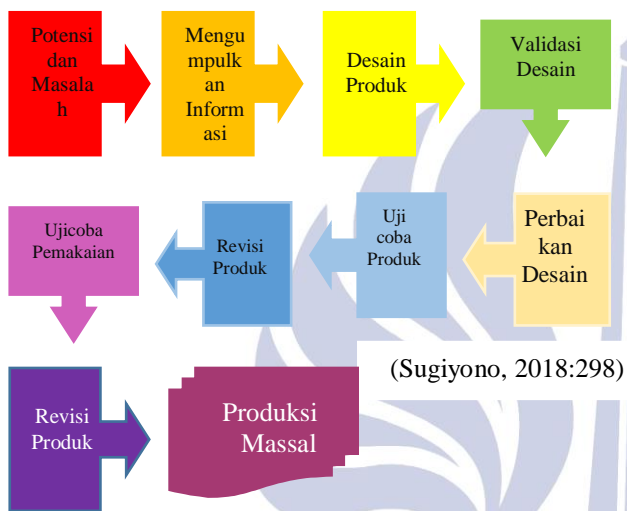 Potensi
dan
Masala
h
Mengu
mpulk
an
Inform
asi
Desain
Produk
Validasi
Desain
Perbai
kan
Desain
Uji
coba
Produk
Revisi
Produk
Ujicoba
Pemakaian
Revisi
Produk
Produksi
Massal
(Sugiyono, 2018:298)